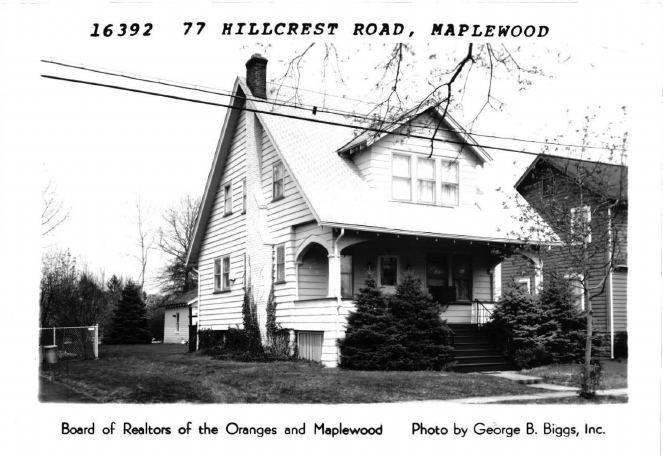 16392 77 HILLCREST ROAD, MAPLEWOOD
Board of Realtors of the Oranges and Maplewood Photo by George B. Biggs, Inc.